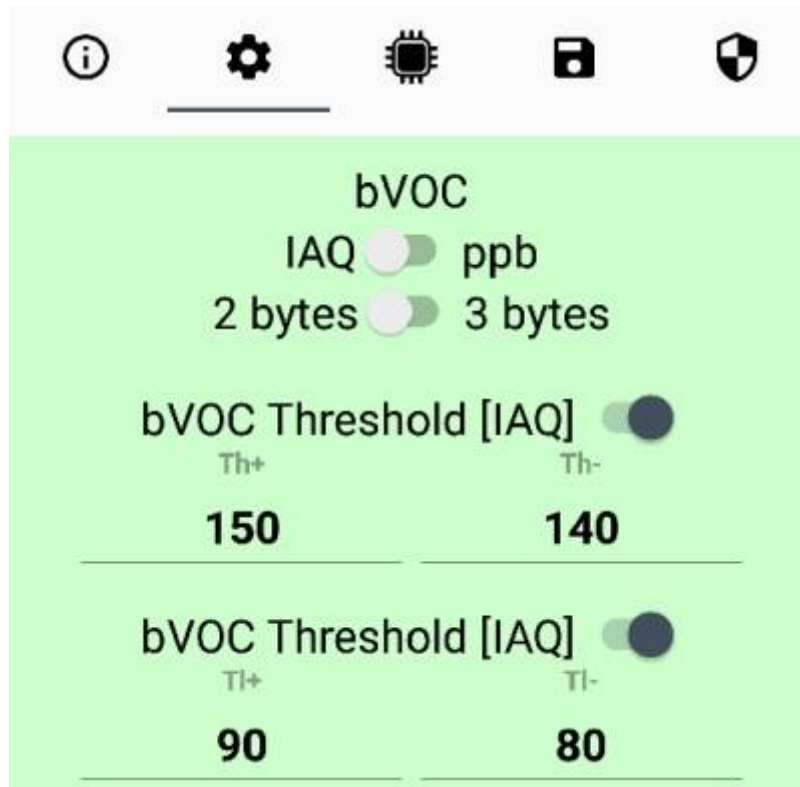 bVOC
IAQ ppb
2 bytes 3 bytes
bVOC Threshold [IAQ]
Th+ Th-
150 140
bVOC Threshold [IAQ]
Tl+ Tl-
90 80